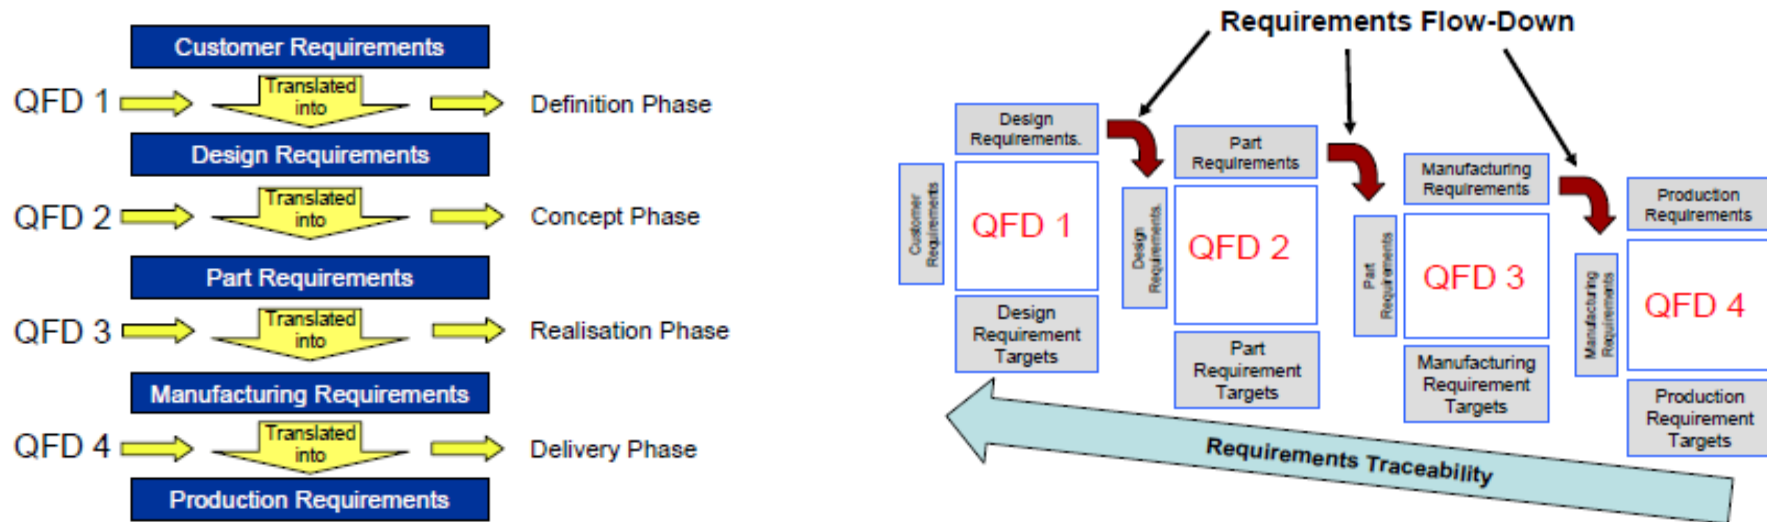 Customer Requirements
QFD 1
Translated
into
Definition Phase
Design Requirements
QFD 2
Translated
into
Concept Phase
Part Requirements
QFD 3
Translated
into
Realisation Phase
Manufacturing Requirements
QFD 4
Translated
into
Delivery Phase
Production Requirements
Requirements Flow-Down
Design
Requirements.
Customer
Requirements
QFD 1
Design
Requirement
Targets
Part
Requirements
Design
Requirements.
QFD 2
Part
Requirement
Targets
Manufacturing
Requirements
Part
Requirements
QFD 3
Manufacturing
Requirement
Targets
Production
Requirements
Manufacturing
Requirements
QFD 4
Production
Requirement
Targets
Requirements Traceability